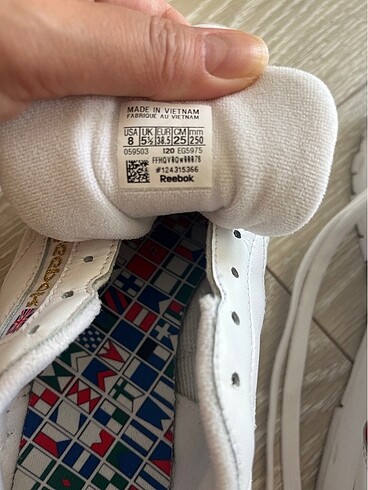 MADE IN VIETNAM
FABRIQUÉ AU VIETNAM
USA UK EUR CM mm
8 5½ 38.5 25 250
059503 I20 EG5975
#124315366
Reebok